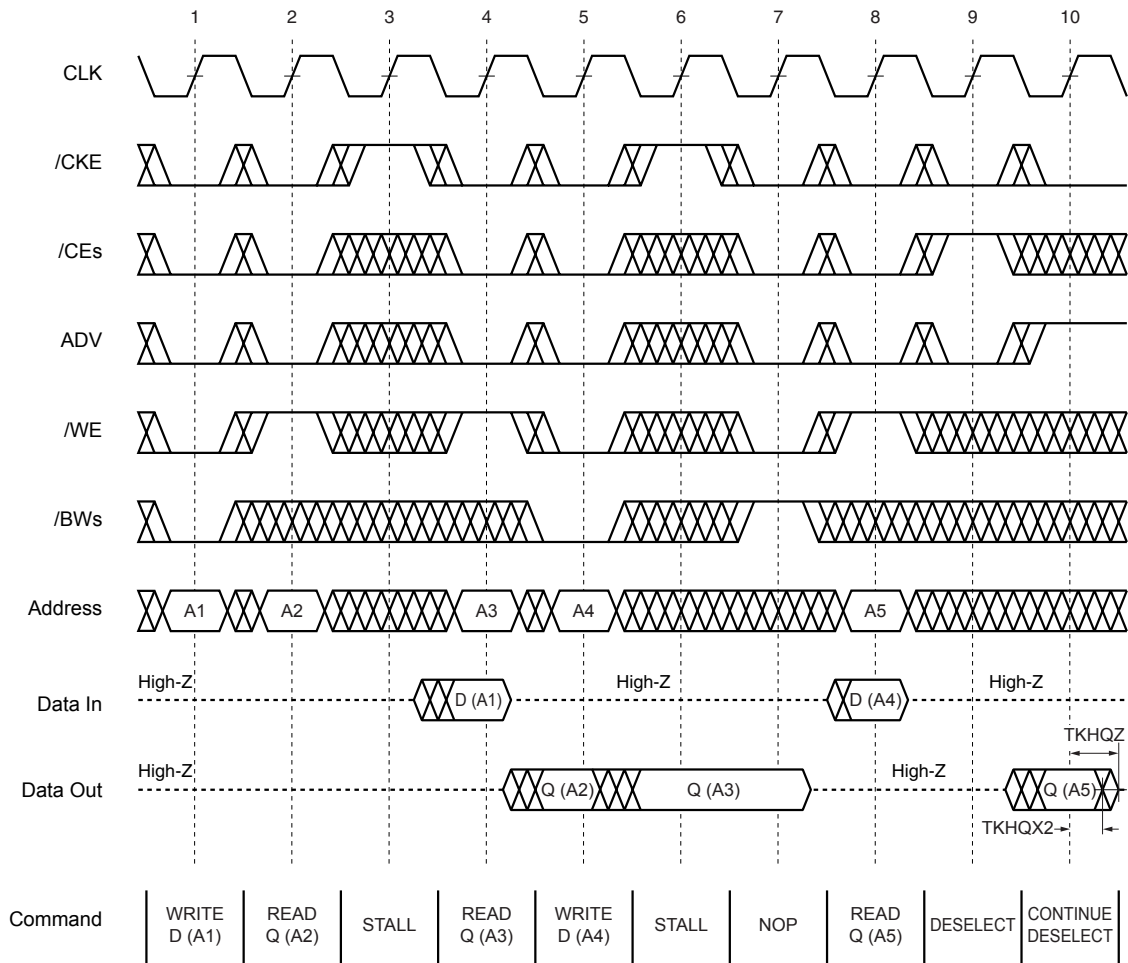 1 2 3 4 5 6 7 8 9 10
CLK
/CKE
/CEs
ADV
/WE
/BWs
Address A1 A2 A3 A4 A5
High-Z High-Z High-Z
Data In D (A1) D (A4)
TKHQZ
High-Z High-Z
Data Out Q (A2) Q (A3) Q (A5)
TKHQX2
Command
WRITE
D (A1)
READ
Q (A2)
STALL
READ
Q (A3)
WRITE
D (A4)
STALL
NOP
READ
Q (A5)
DESELECT
CONTINUE
DESELECT